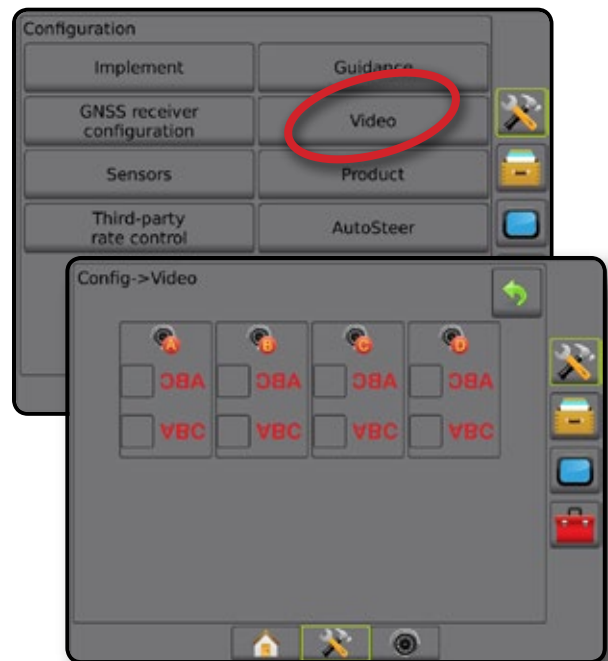 Configuration
Implement
Guidance
GNSS receiver
configuration
Video
Sensors
Product
Third-party
rate control
AutoSteer
Config->Video
A B C D
ABC ABC ABC ABC
ABC ABC ABC ABC